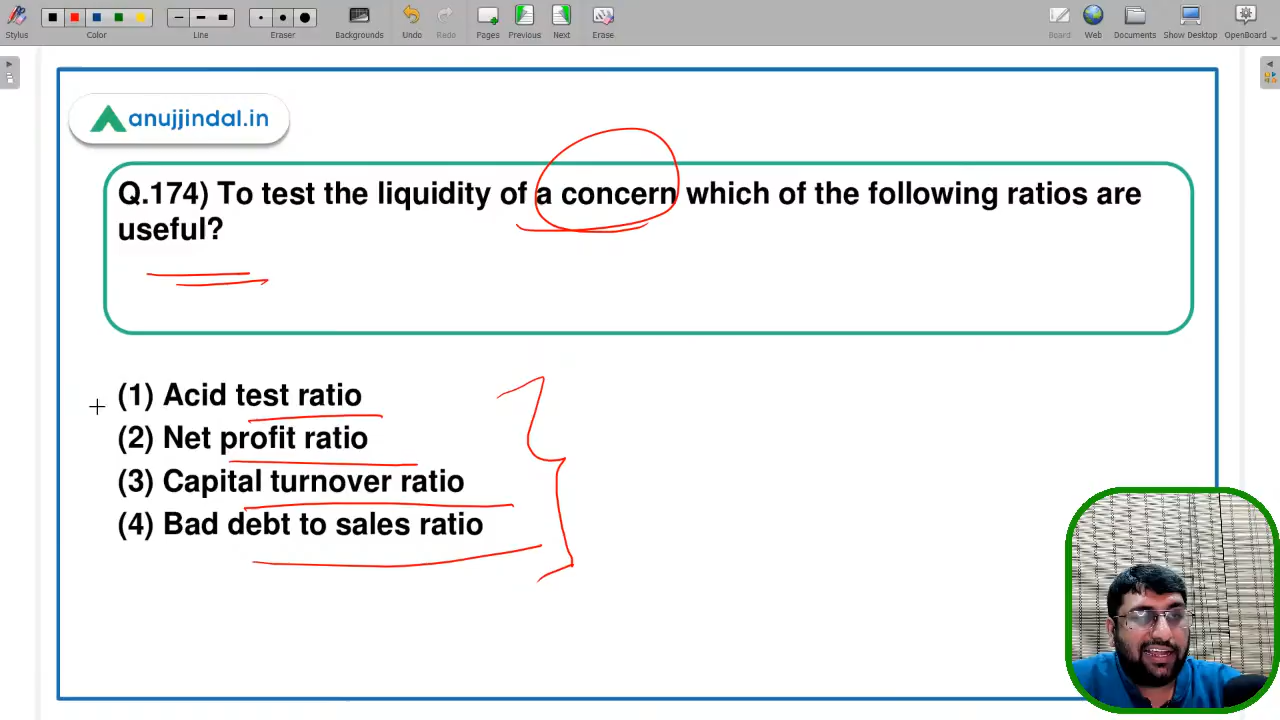 Stylus
Color
Line
Eraser
Backgrounds
Undo
Redo
Pages
Previous
Next
Erase
Board
Web
Documents
Show Desktop
OpenBoard
anujjindal.in
Q.174) To test the liquidity of a concern which of the following ratios are
useful?
(1) Acid test ratio
(2) Net profit ratio
(3) Capital turnover ratio
(4) Bad debt to sales ratio